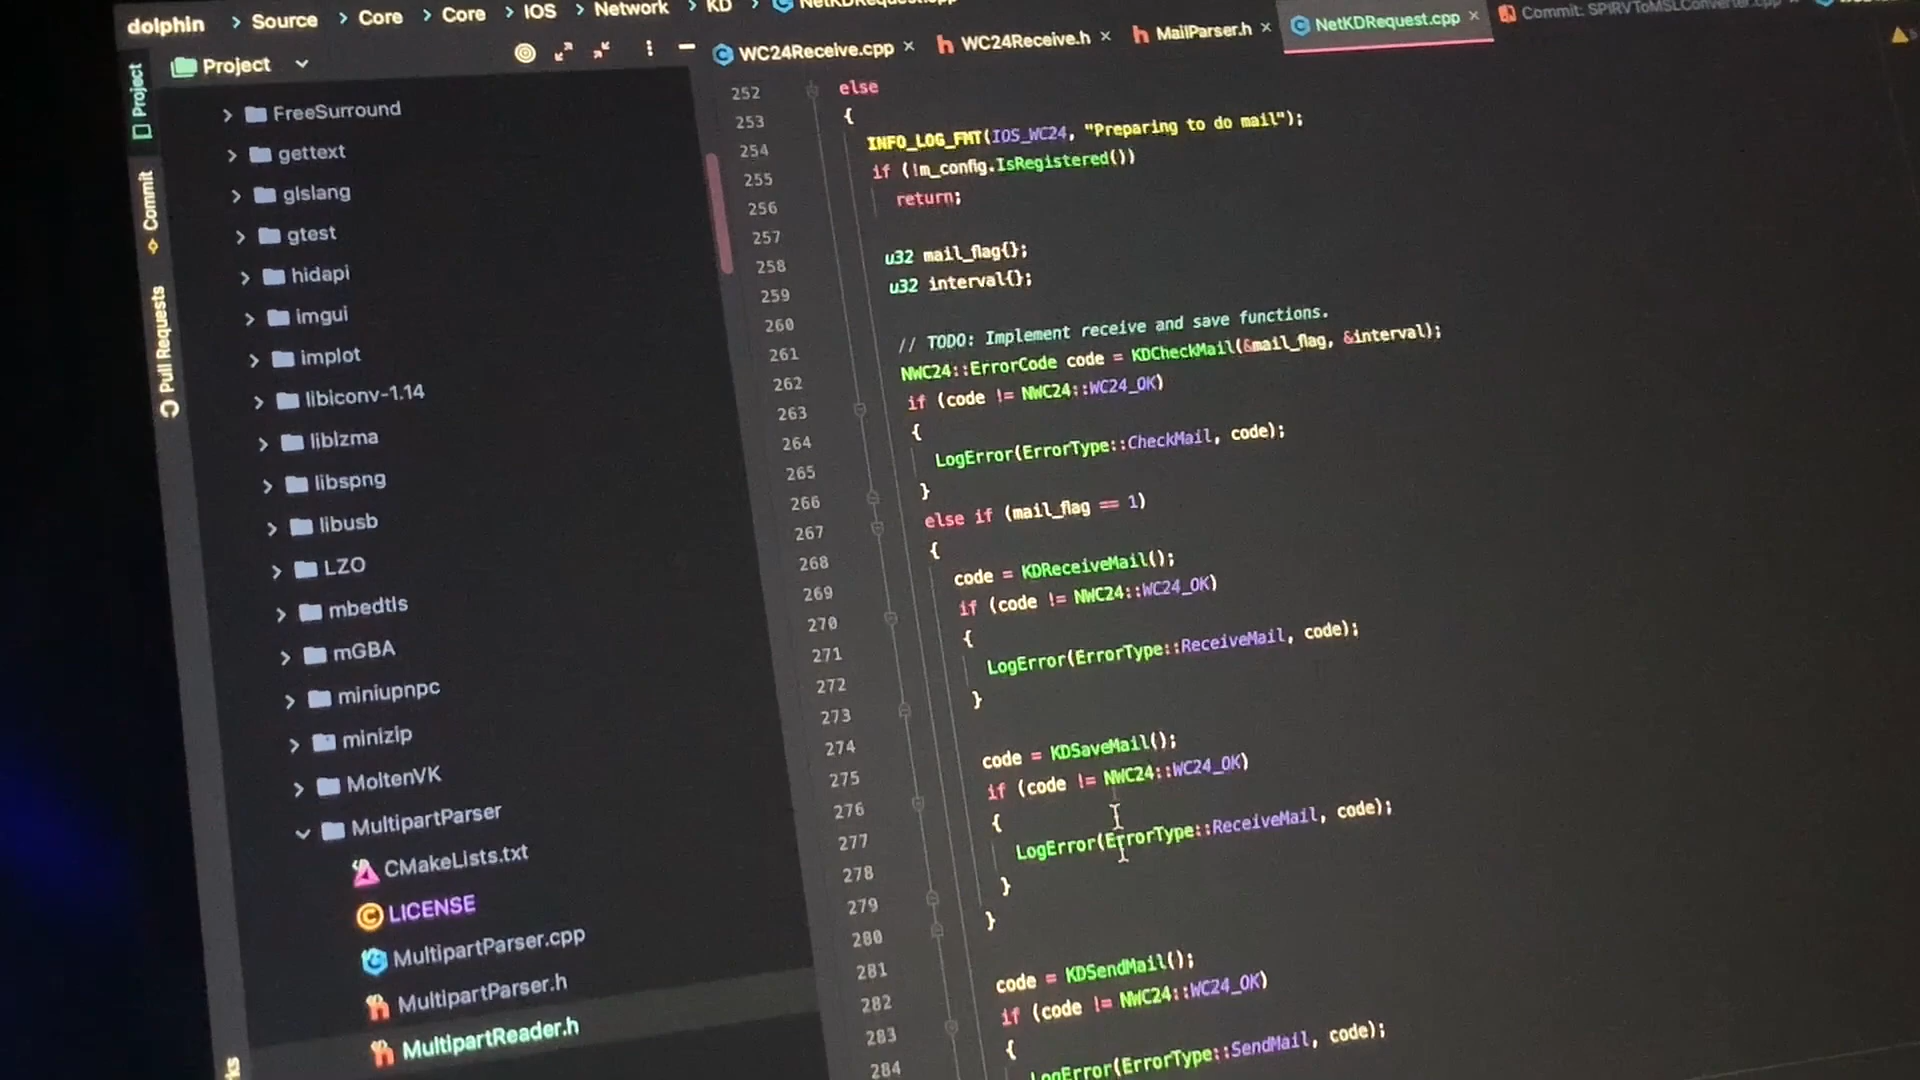 dolphin > Source > Core > Core > IOS > Network > KD > NetKDRequest.cpp
Project
WC24Receive.cpp
WC24Receive.h
MailParser.h
NetKDRequest.cpp
Commit: SPIRVToMSLConverter.cpp
Project
Commit
Pull Requests
FreeSurround
gettext
glslang
gtest
hidapi
imgui
implot
libiconv-1.14
liblzma
libspng
libusb
LZO
mbedtls
mGBA
miniupnpc
minizip
MoltenVK
MultipartParser
CMakeLists.txt
LICENSE
MultipartParser.cpp
MultipartParser.h
MultipartReader.h
252 else
253 {
254 INFO_LOG_FMT(IOS_WC24, "Preparing to do mail");
255 if (!m_config.IsRegistered())
256 return;
257
258 u32 mail_flag{};
259 u32 interval{};
260
261 // TODO: Implement receive and save functions.
262 NWC24::ErrorCode code = KDCheckMail(&mail_flag, &interval);
263 if (code != NWC24::WC24_OK)
264 {
265 LogError(ErrorType::CheckMail, code);
266 }
267 else if (mail_flag == 1)
268 {
269 code = KDReceiveMail();
270 if (code != NWC24::WC24_OK)
271 {
272 LogError(ErrorType::ReceiveMail, code);
273 }
274
275 code = KDSaveMail();
276 if (code != NWC24::WC24_OK)
277 {
278 LogError(ErrorType::ReceiveMail, code);
279 }
280 }
281
282 code = KDSendMail();
283 if (code != NWC24::WC24_OK)
284 {
LogError(ErrorType::SendMail, code);